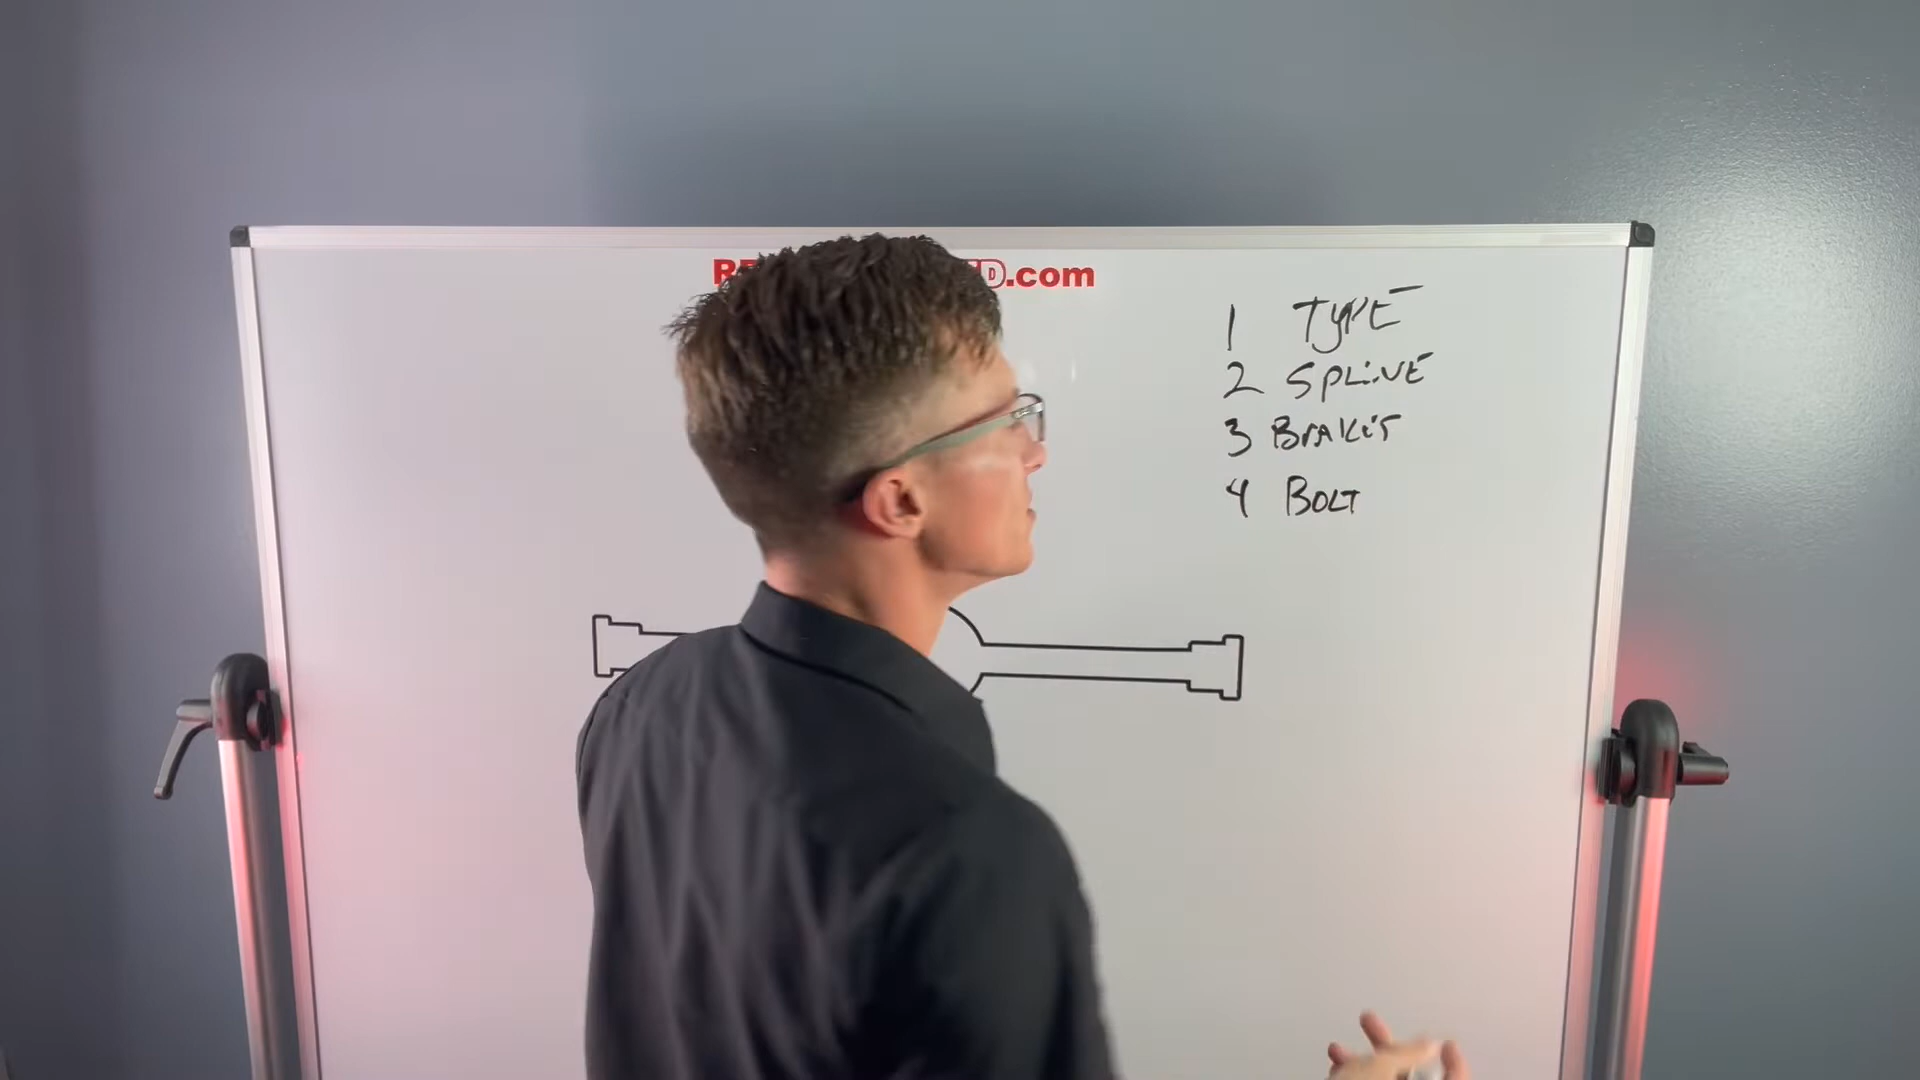 D.com
1 TYPE
2 SPLINE
3 BRAKES
4 BOLT